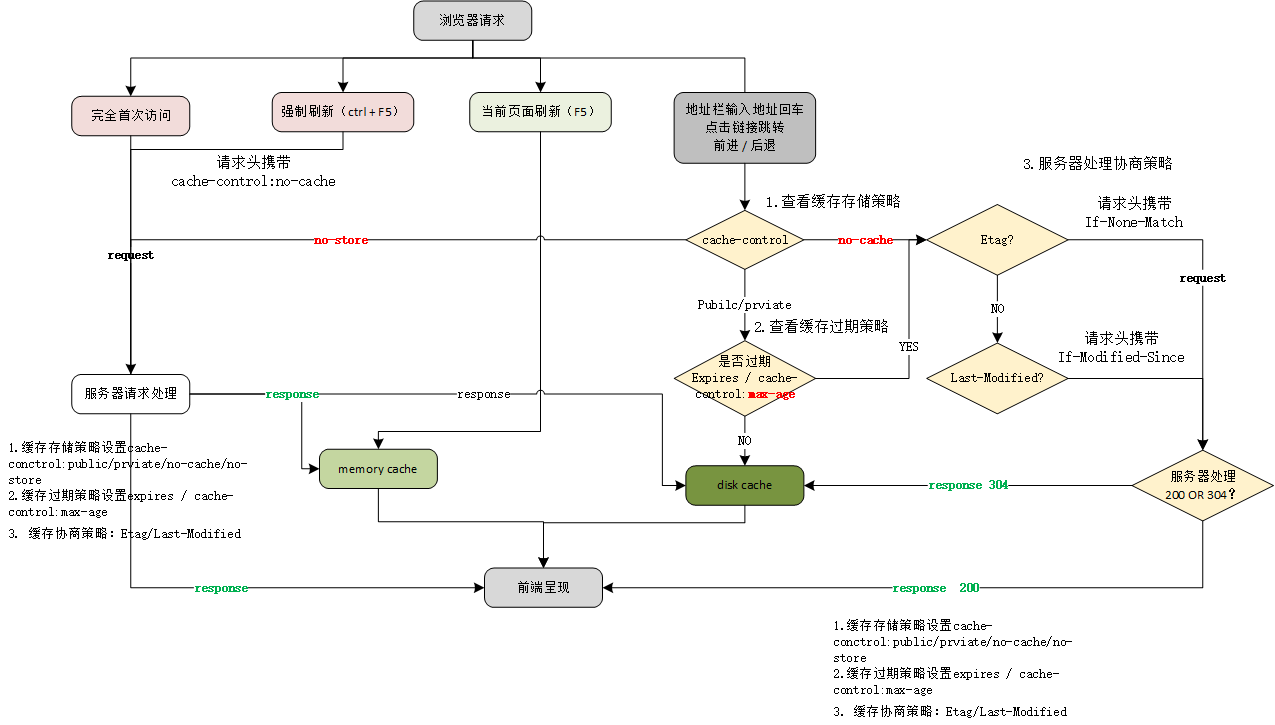 浏览器请求
完全首次访问
强制刷新（ctrl + F5）
当前页面刷新（F5）
地址栏输入地址回车
点击链接跳转
前进 / 后退
请求头携带
cache-control:no-cache
3.服务器处理协商策略
1.查看缓存存储策略
请求头携带
If-None-Match
no-store
cache-control
no-cache
Etag?
request
request
Pubilc/prviate
NO
2.查看缓存过期策略
请求头携带
If-Modified-Since
YES
是否过期
Expires / cache-
control:max-age
Last-Modified?
服务器请求处理
response
response
NO
1.缓存存储策略设置cache-
conctrol:public/prviate/no-cache/no-
store
2.缓存过期策略设置expires / cache-
control:max-age
3. 缓存协商策略：Etag/Last-Modified
memory cache
disk cache
response 304
服务器处理
200 OR 304？
response
前端呈现
response 200
1.缓存存储策略设置cache-
conctrol:public/prviate/no-cache/no-
store
2.缓存过期策略设置expires / cache-
control:max-age
3. 缓存协商策略：Etag/Last-Modified